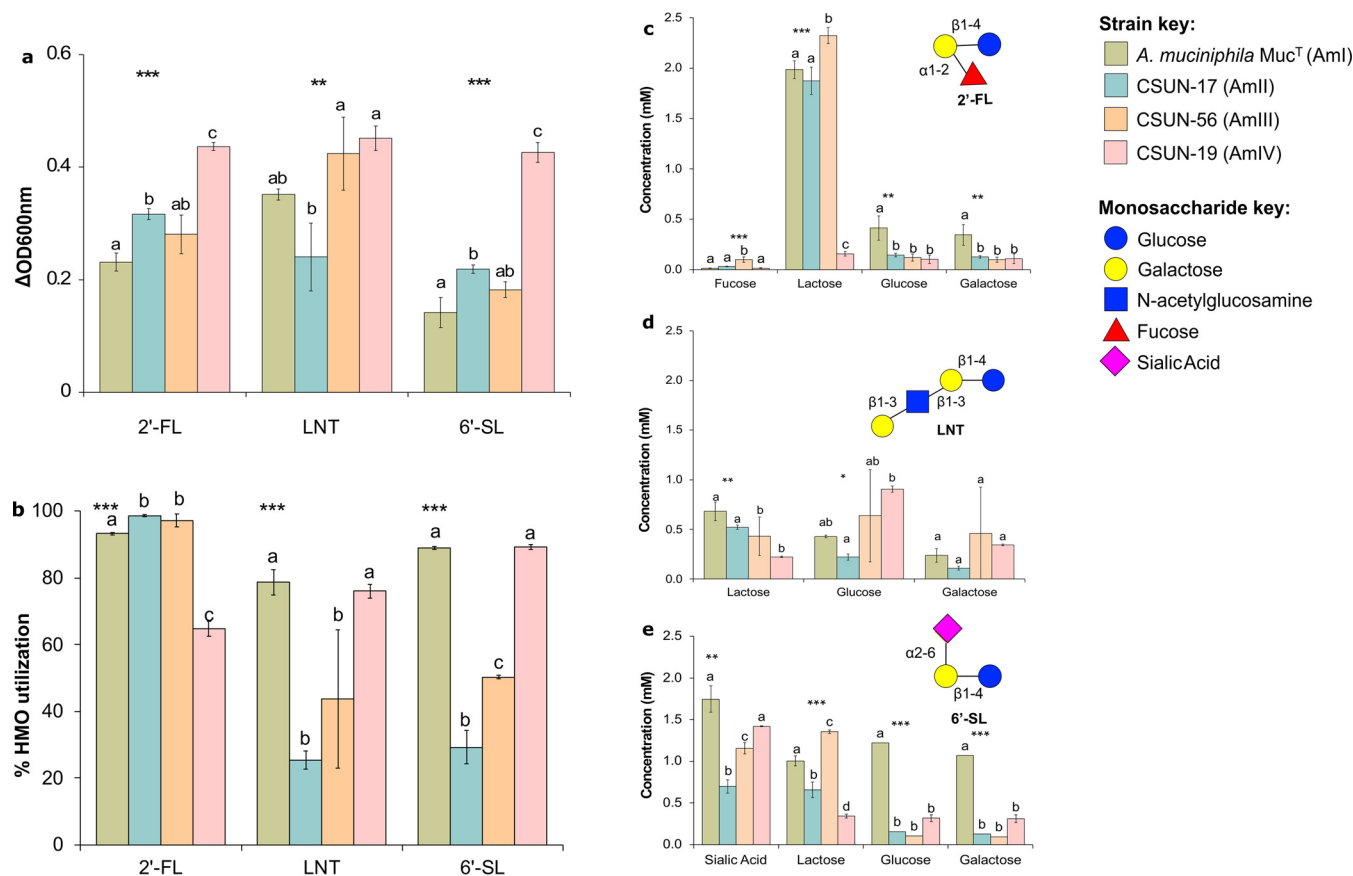 a
ΔOD600nm
0.6
0.4
0.2
0
***
**
***
a
b
ab
c
ab
b
a
a
a
b
ab
c
2'-FL
LNT
6'-SL
b
% HMO utilization
100
80
60
40
20
0
***
***
***
a
b
b
c
a
b
b
a
a
b
c
a
2'-FL
LNT
6'-SL
c
Concentration (mM)
2.5
2.0
1.5
1.0
0.5
0.0
***
***
**
**
a
a
b
a
a
a
b
c
a
b
b
b
a
b
b
b
Fucose
Lactose
Glucose
Galactose
β1-4
α1-2
2'-FL
d
Concentration (mM)
2.5
2.0
1.5
1.0
0.5
0.0
**
*
a
a
b
b
ab
a
ab
b
a
a
a
a
Lactose
Glucose
Galactose
β1-4
β1-3
β1-3
LNT
e
Concentration (mM)
2.5
2.0
1.5
1.0
0.5
0.0
**
***
***
***
a
b
c
a
a
b
c
d
a
b
b
b
a
b
b
b
Sialic Acid
Lactose
Glucose
Galactose
α2-6
β1-4
6'-SL
Strain key:
A. muciniphila Mucᵀ (AmI)
CSUN-17 (AmII)
CSUN-56 (AmIII)
CSUN-19 (AmIV)
Monosaccharide key:
Glucose
Galactose
N-acetylglucosamine
Fucose
Sialic Acid